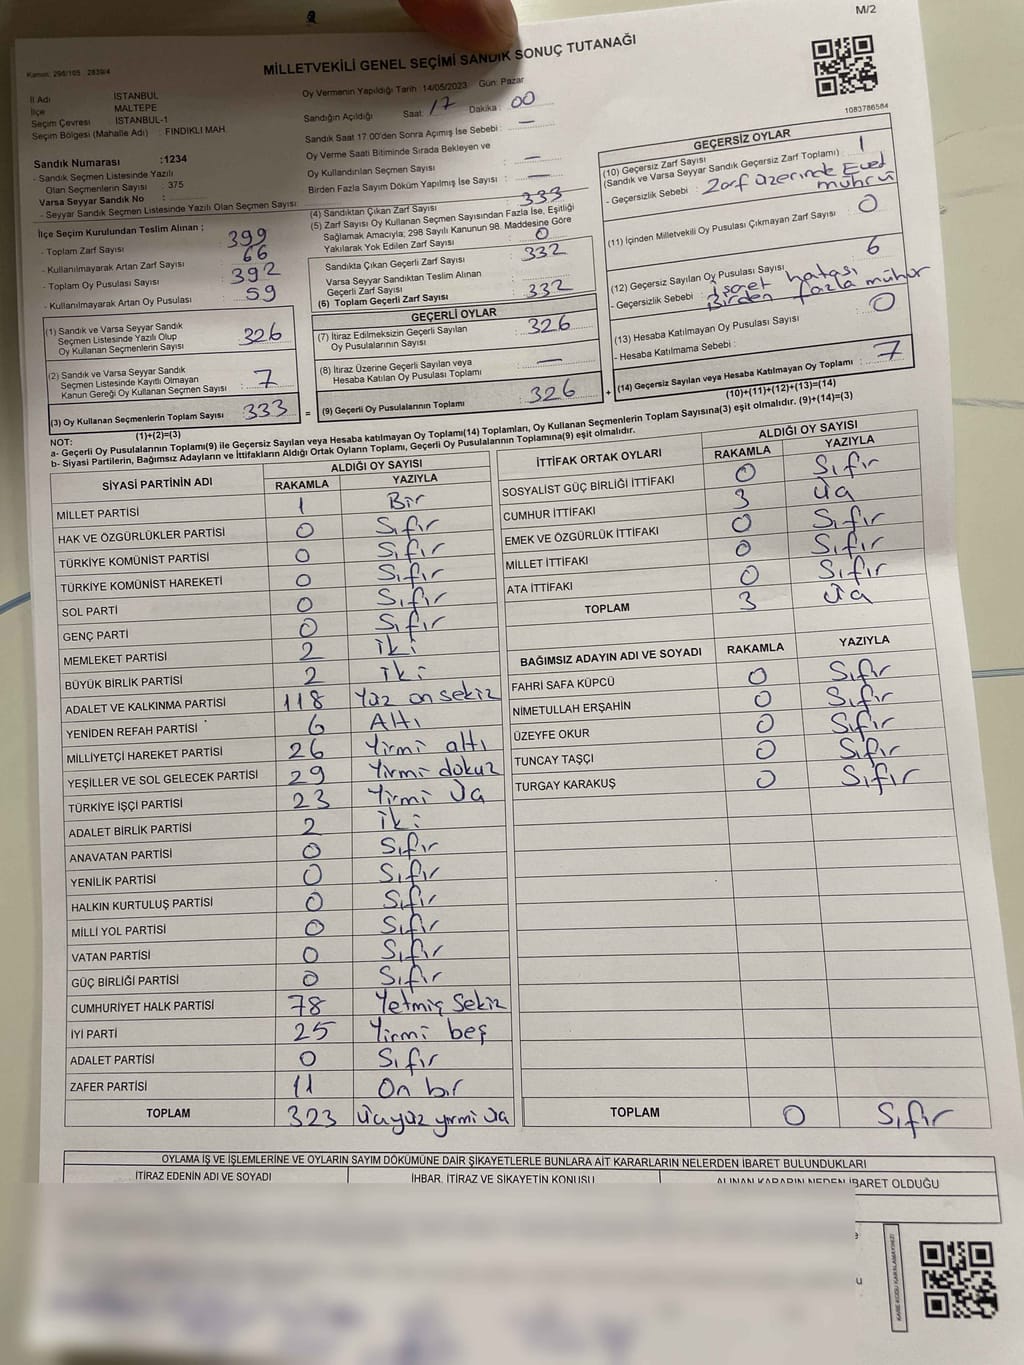 M/2
Kanun: 298/105 2839/4
MİLLETVEKİLİ GENEL SEÇİMİ SANDIK SONUÇ TUTANAĞI
İl Adı İSTANBUL
İlçe MALTEPE
Seçim Çevresi İSTANBUL-1
Seçim Bölgesi (Mahalle Adı) : FINDIKLI MAH.
Sandık Numarası :1234
- Sandık Seçmen Listesinde Yazılı
Olan Seçmenlerin Sayısı : 375
Varsa Seyyar Sandık No :
- Seyyar Sandık Seçmen Listesinde Yazılı Olan Seçmen Sayısı :
Oy Vermenin Yapıldığı Tarih :14/05/2023 Gün: Pazar
Sandığın Açıldığı Saat: 17 Dakika : 00
Sandık Saat 17:00'den Sonra Açımış İse Sebebi : —
Oy Verme Saati Bitiminde Sırada Bekleyen ve
Oy Kullandırılan Seçmen Sayısı : —
Birden Fazla Sayım Döküm Yapılmış İse Sayısı : —
1083786564
İlçe Seçim Kurulundan Teslim Alınan ;
- Toplam Zarf Sayısı : 399
- Kullanılmayarak Artan Zarf Sayısı : 66
- Toplam Oy Pusulası Sayısı : 392
- Kullanılmayarak Artan Oy Pusulası : 59
(1) Sandık ve Varsa Seyyar Sandık
Seçmen Listesinde Yazılı Olup
Oy Kullanan Seçmenlerin Sayısı : 326
(2) Sandık ve Varsa Seyyar Sandık
Seçmen Listesinde Kayıtlı Olmayan
Kanun Gereği Oy Kullanan Seçmen Sayısı : 7
(3) Oy Kullanan Seçmenlerin Toplam Sayısı : 333 =
(1)+(2)=(3)
(4) Sandıktan Çıkan Zarf Sayısı : 333
(5) Zarf Sayısı Oy Kullanan Seçmen Sayısından Fazla İse, Eşitliği
Sağlamak Amacıyla; 298 Sayılı Kanunun 98. Maddesine Göre
Yakılarak Yok Edilen Zarf Sayısı : 0
Sandıkta Çıkan Geçerli Zarf Sayısı : 332
Varsa Seyyar Sandıktan Teslim Alınan
Geçerli Zarf Sayısı :
(6) Toplam Geçerli Zarf Sayısı : 332
GEÇERLİ OYLAR
(7) İtiraz Edilmeksizin Geçerli Sayılan
Oy Pusulalarının Sayısı : 326
(8) İtiraz Üzerine Geçerli Sayılan veya
Hesaba Katılan Oy Pusulası Toplamı : —
(9) Geçerli Oy Pusulalarının Toplamı : 326 +
GEÇERSİZ OYLAR
(10) Geçersiz Zarf Sayısı
(Sandık ve Varsa Seyyar Sandık Geçersiz Zarf Toplamı) : 1
- Geçersizlik Sebebi : Zarf üzerinde Evet
mührü
(11) İçinden Milletvekili Oy Pusulası Çıkmayan Zarf Sayısı : 0
(12) Geçersiz Sayılan Oy Pusulası Sayısı : 6
- Geçersizlik Sebebi : İşaret hatası
Birden fazla mühür
(13) Hesaba Katılmayan Oy Pusulası Sayısı : 0
- Hesaba Katılmama Sebebi :
(14) Geçersiz Sayılan veya Hesaba Katılmayan Oy Toplamı : 7
(10)+(11)+(12)+(13)=(14)
NOT:
a- Geçerli Oy Pusulalarının Toplamı(9) ile Geçersiz Sayılan veya Hesaba katılmayan Oy Toplamı(14) Toplamları, Oy Kullanan Seçmenlerin Toplam Sayısına(3) eşit olmalıdır. (9)+(14)=(3)
b- Siyasi Partilerin, Bağımsız Adayların ve İttifakların Aldığı Ortak Oyların Toplamı, Geçerli Oy Pusulalarının Toplamına(9) eşit olmalıdır.
SİYASİ PARTİNİN ADI ALDIĞI OY SAYISI
RAKAMLA YAZIYLA
MİLLET PARTİSİ 1 Bir
HAK VE ÖZGÜRLÜKLER PARTİSİ 0 Sıfır
TÜRKİYE KOMÜNİST PARTİSİ 0 Sıfır
TÜRKİYE KOMÜNİST HAREKETİ 0 Sıfır
SOL PARTİ 0 Sıfır
GENÇ PARTİ 0 Sıfır
MEMLEKET PARTİSİ 2 iki
BÜYÜK BİRLİK PARTİSİ 2 iki
ADALET VE KALKINMA PARTİSİ 118 Yüz on sekiz
YENİDEN REFAH PARTİSİ 6 Altı
MİLLİYETÇİ HAREKET PARTİSİ 26 Yirmi altı
YEŞİLLER VE SOL GELECEK PARTİSİ 29 Yirmi dokuz
TÜRKİYE İŞÇİ PARTİSİ 23 Yirmi üç
ADALET BİRLİK PARTİSİ 2 iki
ANAVATAN PARTİSİ 0 Sıfır
YENİLİK PARTİSİ 0 Sıfır
HALKIN KURTULUŞ PARTİSİ 0 Sıfır
MİLLİ YOL PARTİSİ 0 Sıfır
VATAN PARTİSİ 0 Sıfır
GÜÇ BİRLİĞİ PARTİSİ 0 Sıfır
CUMHURİYET HALK PARTİSİ 78 Yetmiş sekiz
İYİ PARTİ 25 Yirmi beş
ADALET PARTİSİ 0 Sıfır
ZAFER PARTİSİ 11 On bir
TOPLAM 323 Üçyüz yirmi üç
İTTİFAK ORTAK OYLARI ALDIĞI OY SAYISI
RAKAMLA YAZIYLA
SOSYALİST GÜÇ BİRLİĞİ İTTİFAKI 0 Sıfır
CUMHUR İTTİFAKI 3 üç
EMEK VE ÖZGÜRLÜK İTTİFAKI 0 Sıfır
MİLLET İTTİFAKI 0 Sıfır
ATA İTTİFAKI 0 Sıfır
TOPLAM 3 üç
BAĞIMSIZ ADAYIN ADI VE SOYADI RAKAMLA YAZIYLA
FAHRİ SAFA KÜPCÜ 0 Sıfır
NİMETULLAH ERŞAHİN 0 Sıfır
ÜZEYFE OKUR 0 Sıfır
TUNCAY TAŞÇI 0 Sıfır
TURGAY KARAKUŞ 0 Sıfır
TOPLAM 0 Sıfır
OYLAMA İŞ VE İŞLEMLERİNE VE OYLARIN SAYIM DÖKÜMÜNE DAİR ŞİKAYETLERLE BUNLARA AİT KARARLARIN NELERDEN İBARET BULUNDUKLARI
İTİRAZ EDENİN ADI VE SOYADI İHBAR, İTİRAZ VE ŞİKAYETİN KONUSU ALINAN KARARIN NEDEN İBARET OLDUĞU
KARE KODU KARALAMAYINIZ!